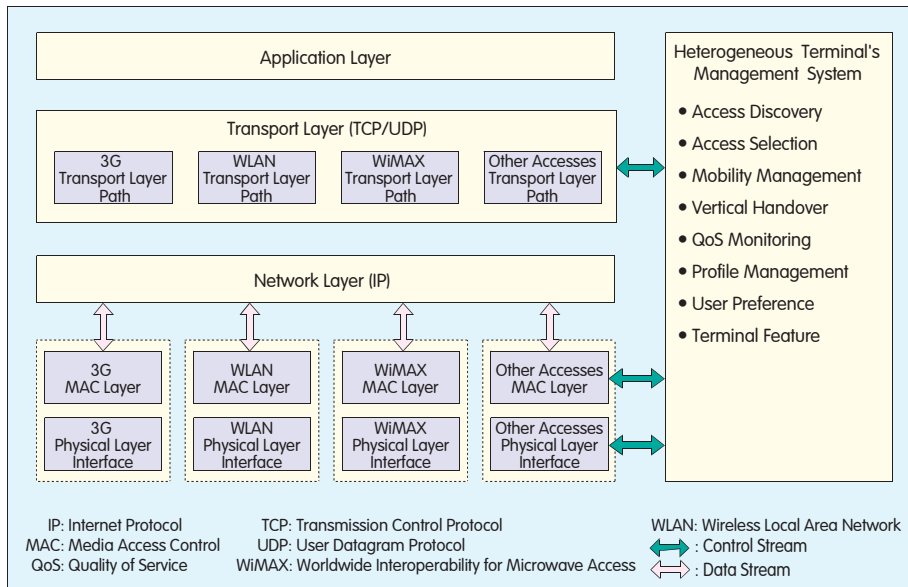 Application Layer
Transport Layer (TCP/UDP)
3G
Transport Layer
Path
WLAN
Transport Layer
Path
WiMAX
Transport Layer
Path
Other Accesses
Transport Layer
Path
Network Layer (IP)
3G
MAC Layer
WLAN
MAC Layer
WiMAX
MAC Layer
Other Accesses
MAC Layer
3G
Physical Layer
Interface
WLAN
Physical Layer
Interface
WiMAX
Physical Layer
Interface
Other Accesses
Physical Layer
Interface
Heterogeneous Terminal's
Management System
• Access Discovery
• Access Selection
• Mobility Management
• Vertical Handover
• QoS Monitoring
• Profile Management
• User Preference
• Terminal Feature
IP: Internet Protocol
MAC: Media Access Control
QoS: Quality of Service
TCP: Transmission Control Protocol
UDP: User Datagram Protocol
WiMAX: Worldwide Interoperability for Microwave Access
WLAN: Wireless Local Area Network
: Control Stream
: Data Stream